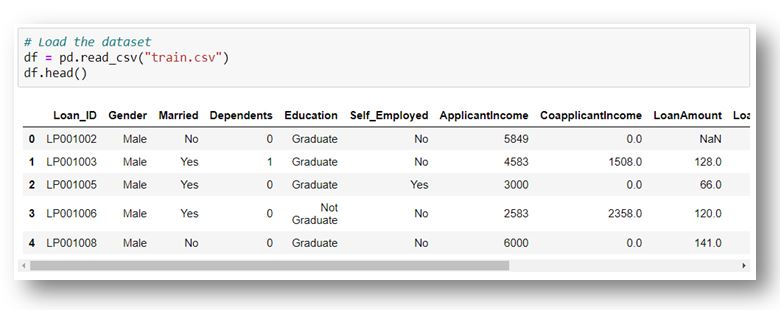 # Load the dataset
df = pd.read_csv("train.csv")
df.head()
Loan_ID Gender Married Dependents Education Self_Employed ApplicantIncome CoapplicantIncome LoanAmount Loa
0 LP001002 Male No 0 Graduate No 5849 0.0 NaN
1 LP001003 Male Yes 1 Graduate No 4583 1508.0 128.0
2 LP001005 Male Yes 0 Graduate Yes 3000 0.0 66.0
3 LP001006 Male Yes 0 Not Graduate No 2583 2358.0 120.0
4 LP001008 Male No 0 Graduate No 6000 0.0 141.0